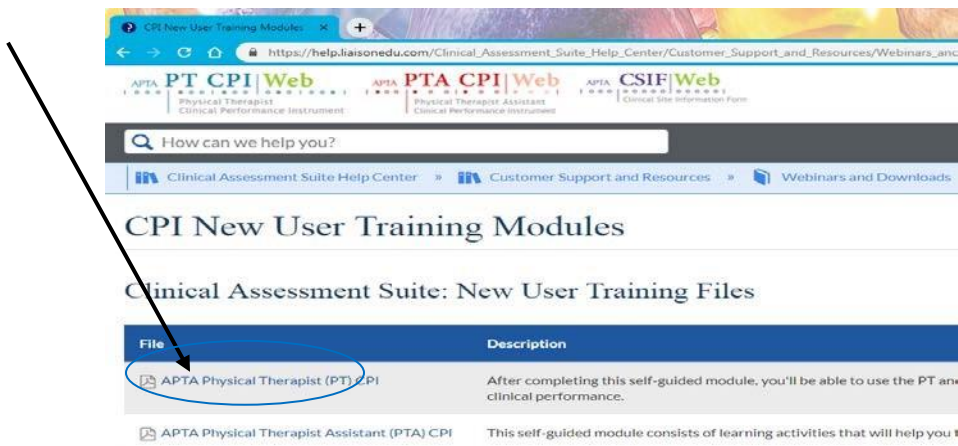 CPI New User Training Modules
https://help.liaisonedu.com/Clinical_Assessment_Suite_Help_Center/Customer_Support_and_Resources/Webinars_anc
APTA PT CPI|Web APTA PTA CPI|Web APTA CSIF|Web
Physical Therapist Physical Therapist Assistant Clinical Site Information Form
Clinical Performance Instrument Clinical Performance Instrument
How can we help you?
Clinical Assessment Suite Help Center » Customer Support and Resources » Webinars and Downloads
CPI New User Training Modules
Clinical Assessment Suite: New User Training Files
File Description
APTA Physical Therapist (PT) CPI After completing this self-guided module, you'll be able to use the PT and
clinical performance.
APTA Physical Therapist Assistant (PTA) CPI This self-guided module consists of learning activities that will help you